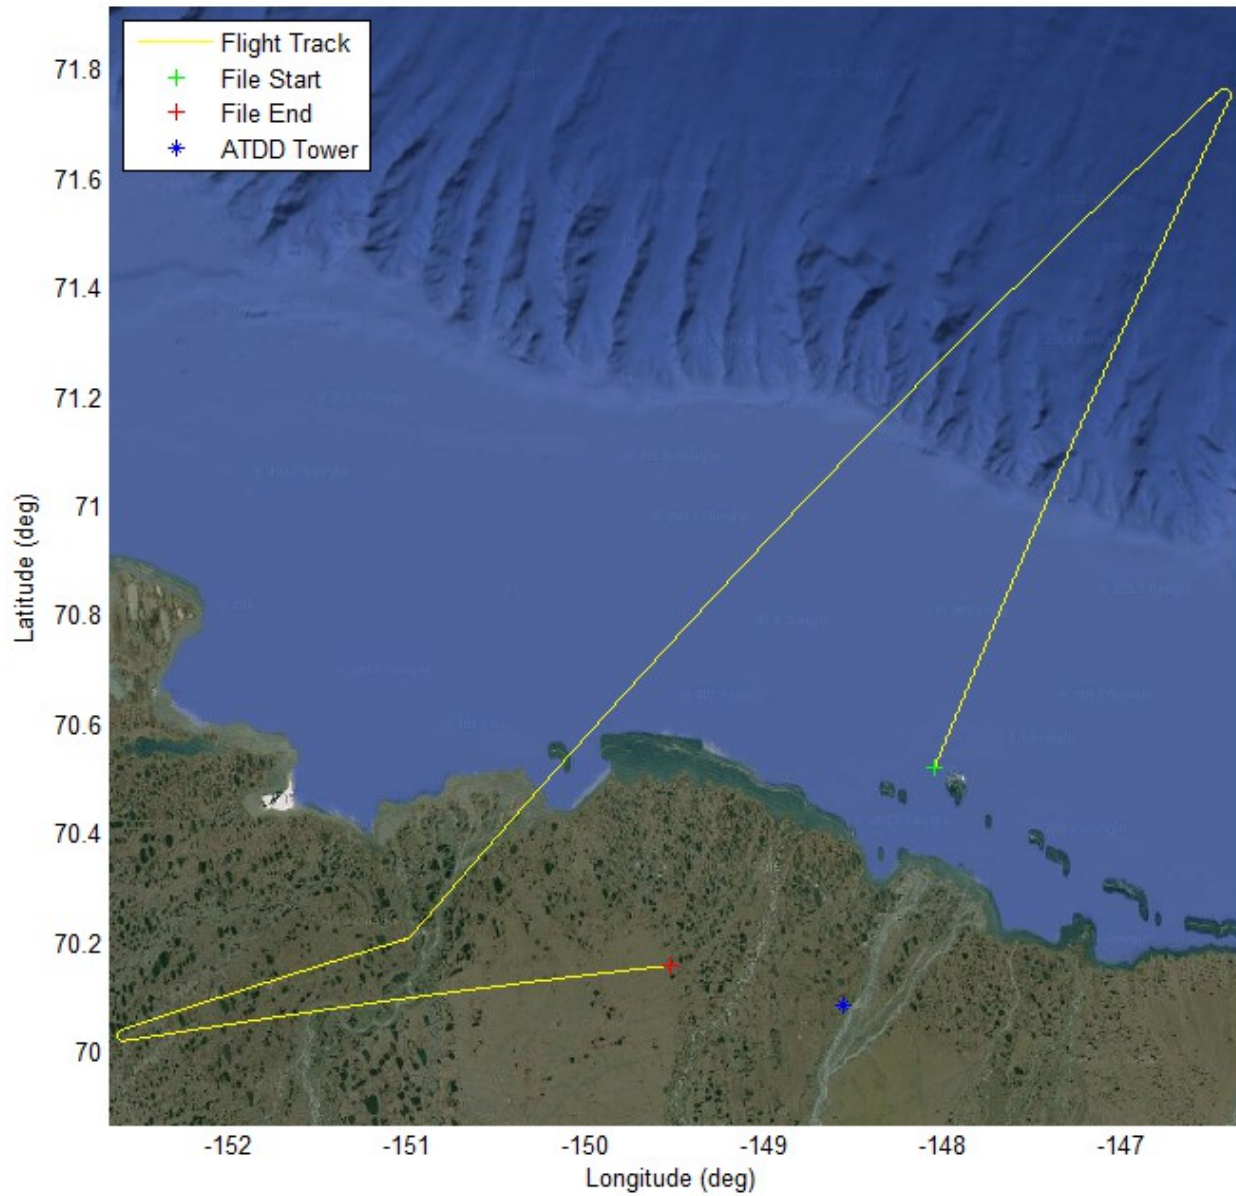 Flight Track
File Start
File End
ATDD Tower
71.8
71.6
71.4
71.2
71
70.8
70.6
70.4
70.2
70
Latitude (deg)
-152 -151 -150 -149 -148 -147
Longitude (deg)